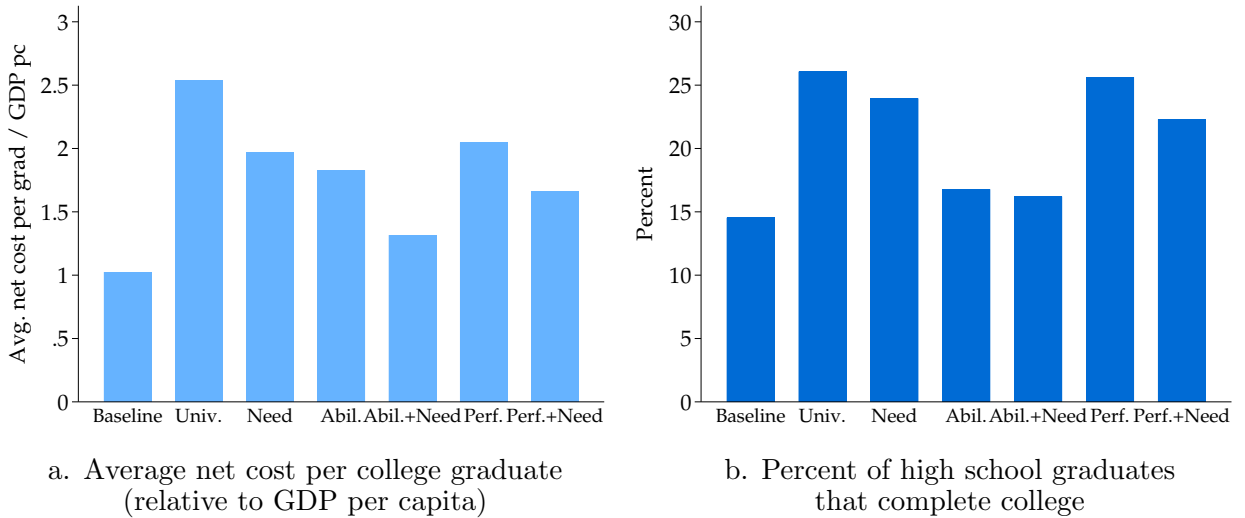 Avg. net cost per grad / GDP pc
3
2.5
2
1.5
1
.5
0
Baseline Univ. Need Abil. Abil.+Need Perf. Perf.+Need
a. Average net cost per college graduate
(relative to GDP per capita)
Percent
30
25
20
15
10
5
0
Baseline Univ. Need Abil. Abil.+Need Perf. Perf.+Need
b. Percent of high school graduates
that complete college